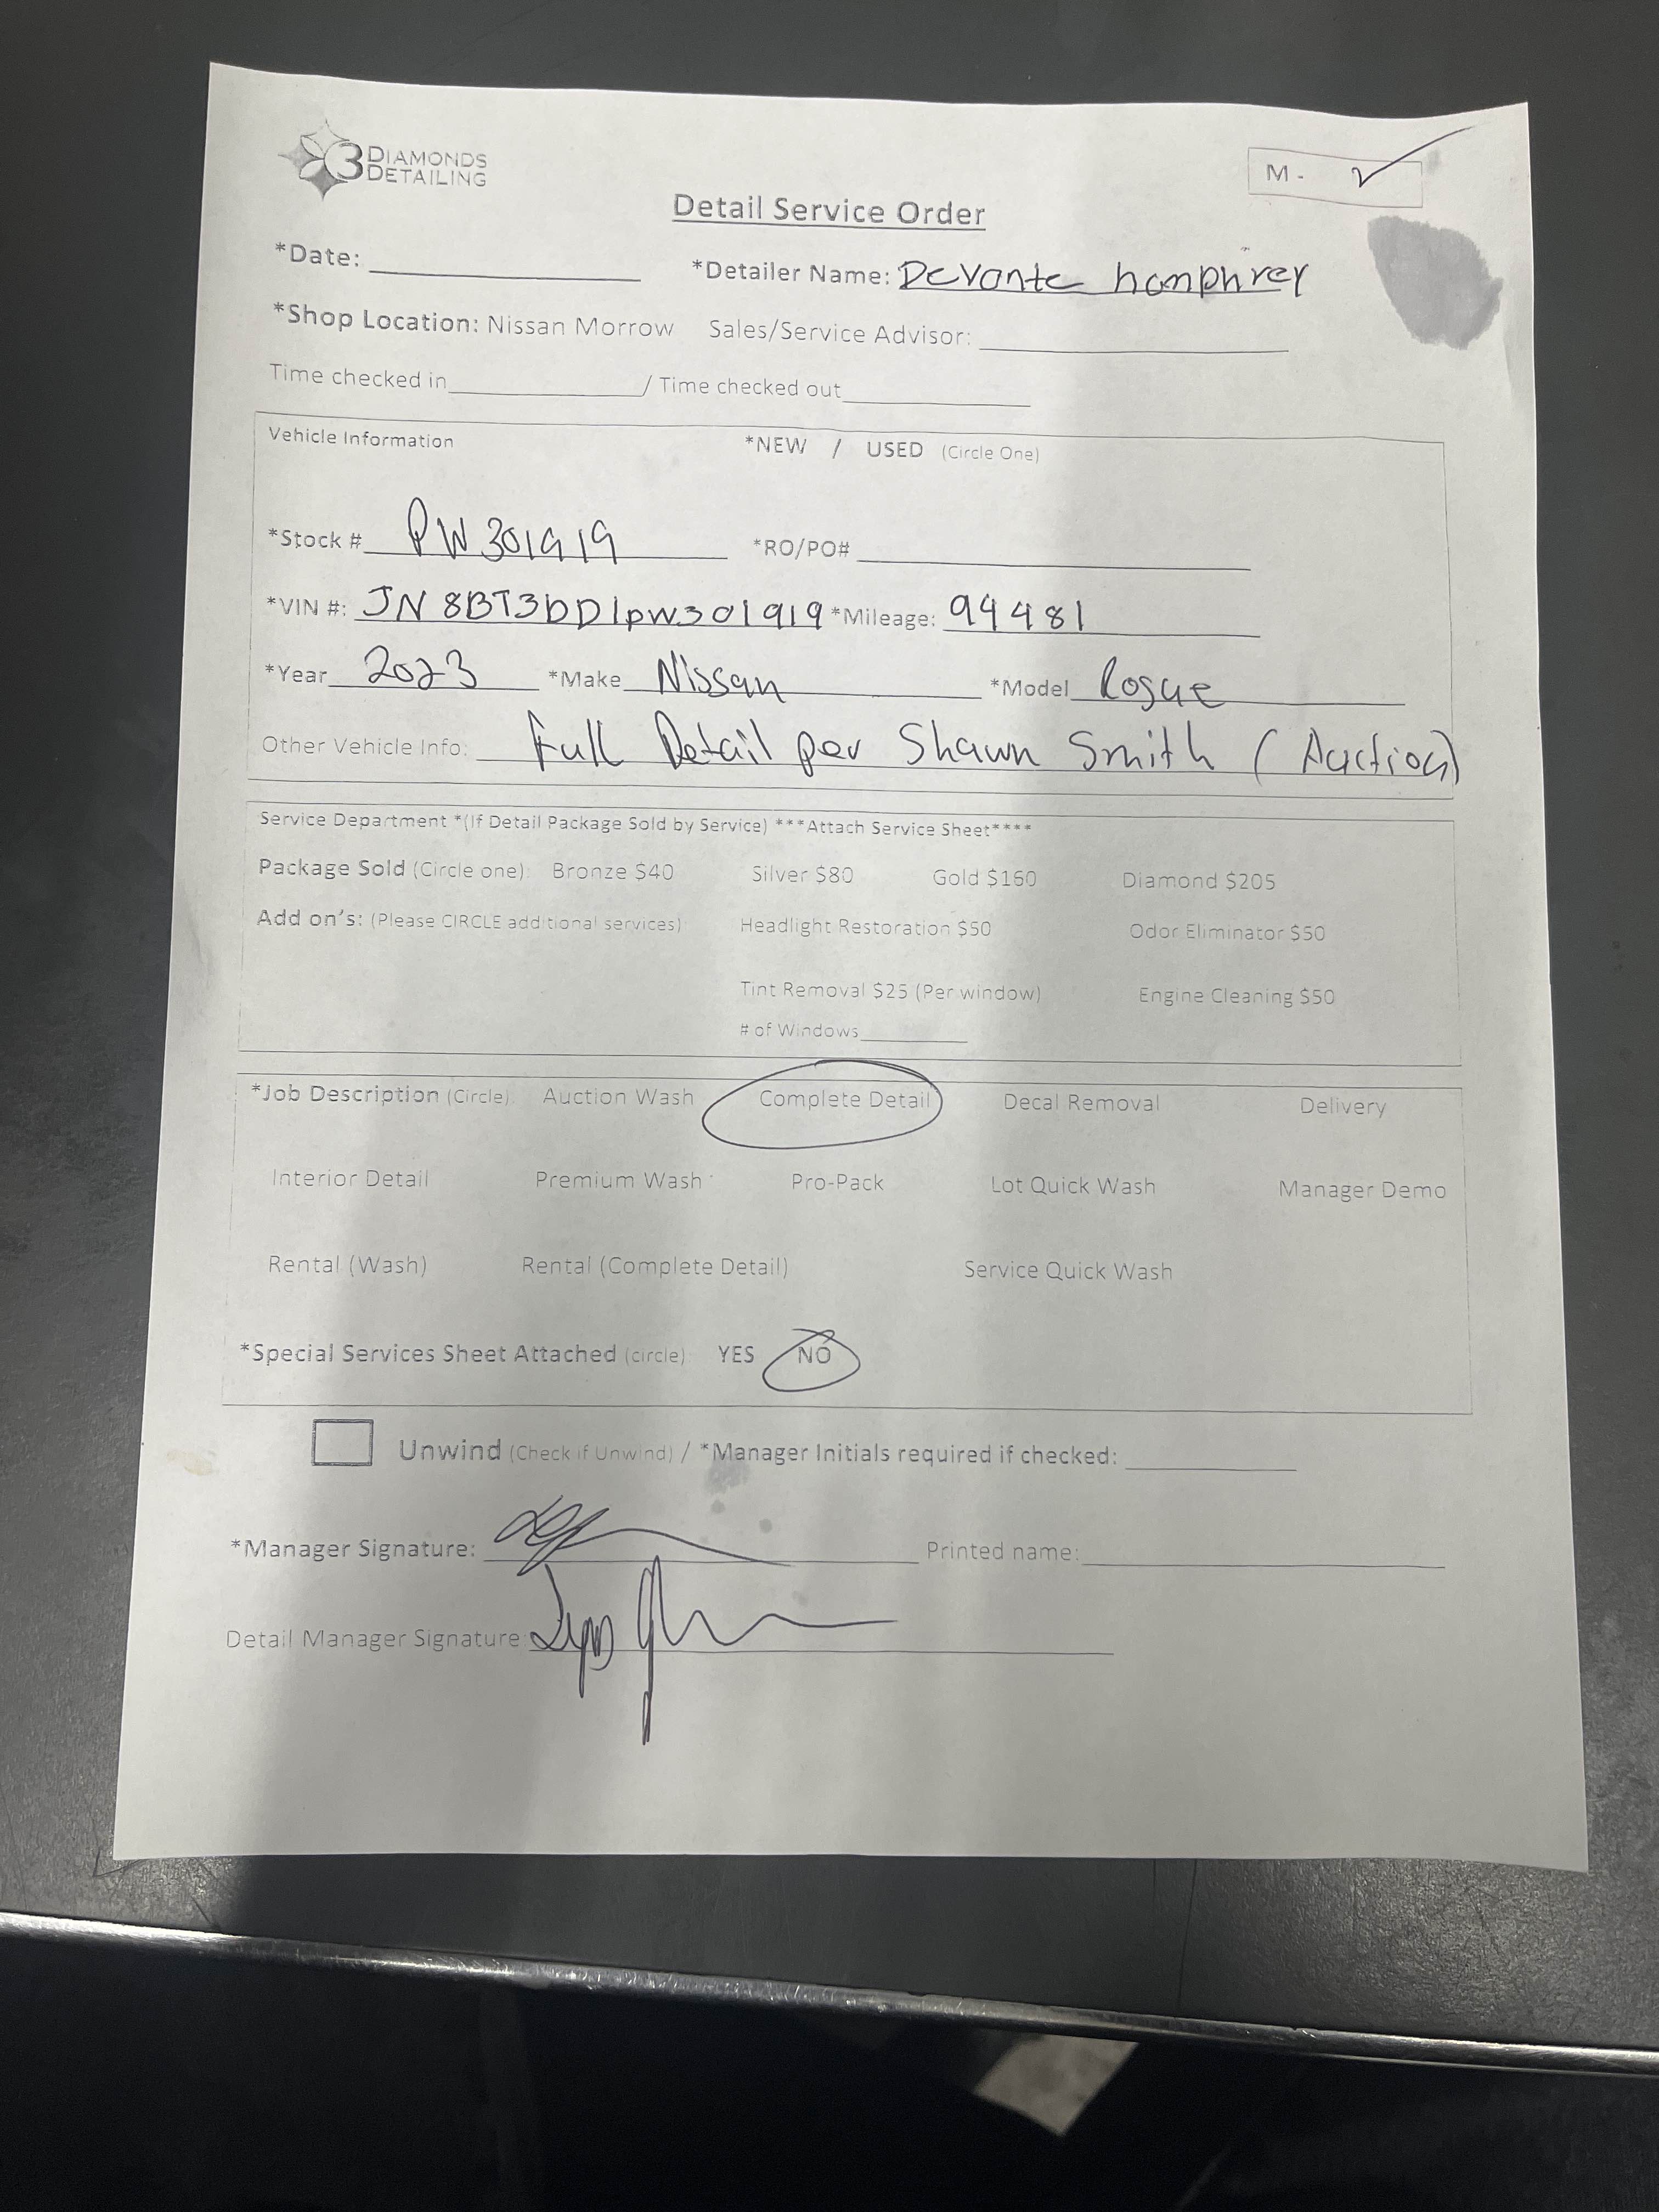 3 DIAMONDS DETAILING
M - ✓
Detail Service Order
*Date: *Detailer Name: Devonte homphrey
*Shop Location: Nissan Morrow Sales/Service Advisor:
Time checked in / Time checked out
Vehicle Information *NEW / USED (Circle One)
*Stock # PW301919 *RO/PO#
*VIN #: JN8BT3DD1pw301919 *Mileage: 94481
*Year 2023 *Make Nissan *Model Rogue
Other Vehicle Info: Full Detail per Shawn Smith (Auction)
Service Department *(If Detail Package Sold by Service) ***Attach Service Sheet****
Package Sold (Circle one): Bronze $40 Silver $80 Gold $160 Diamond $205
Add on's: (Please CIRCLE additional services) Headlight Restoration $50 Odor Eliminator $50
Tint Removal $25 (Per window) Engine Cleaning $50
# of Windows
*Job Description (Circle): Auction Wash Complete Detail Decal Removal Delivery
Interior Detail Premium Wash Pro-Pack Lot Quick Wash Manager Demo
Rental (Wash) Rental (Complete Detail) Service Quick Wash
*Special Services Sheet Attached (circle) YES NO
Unwind (Check if Unwind) / *Manager Initials required if checked:
*Manager Signature: Printed name:
Detail Manager Signature: